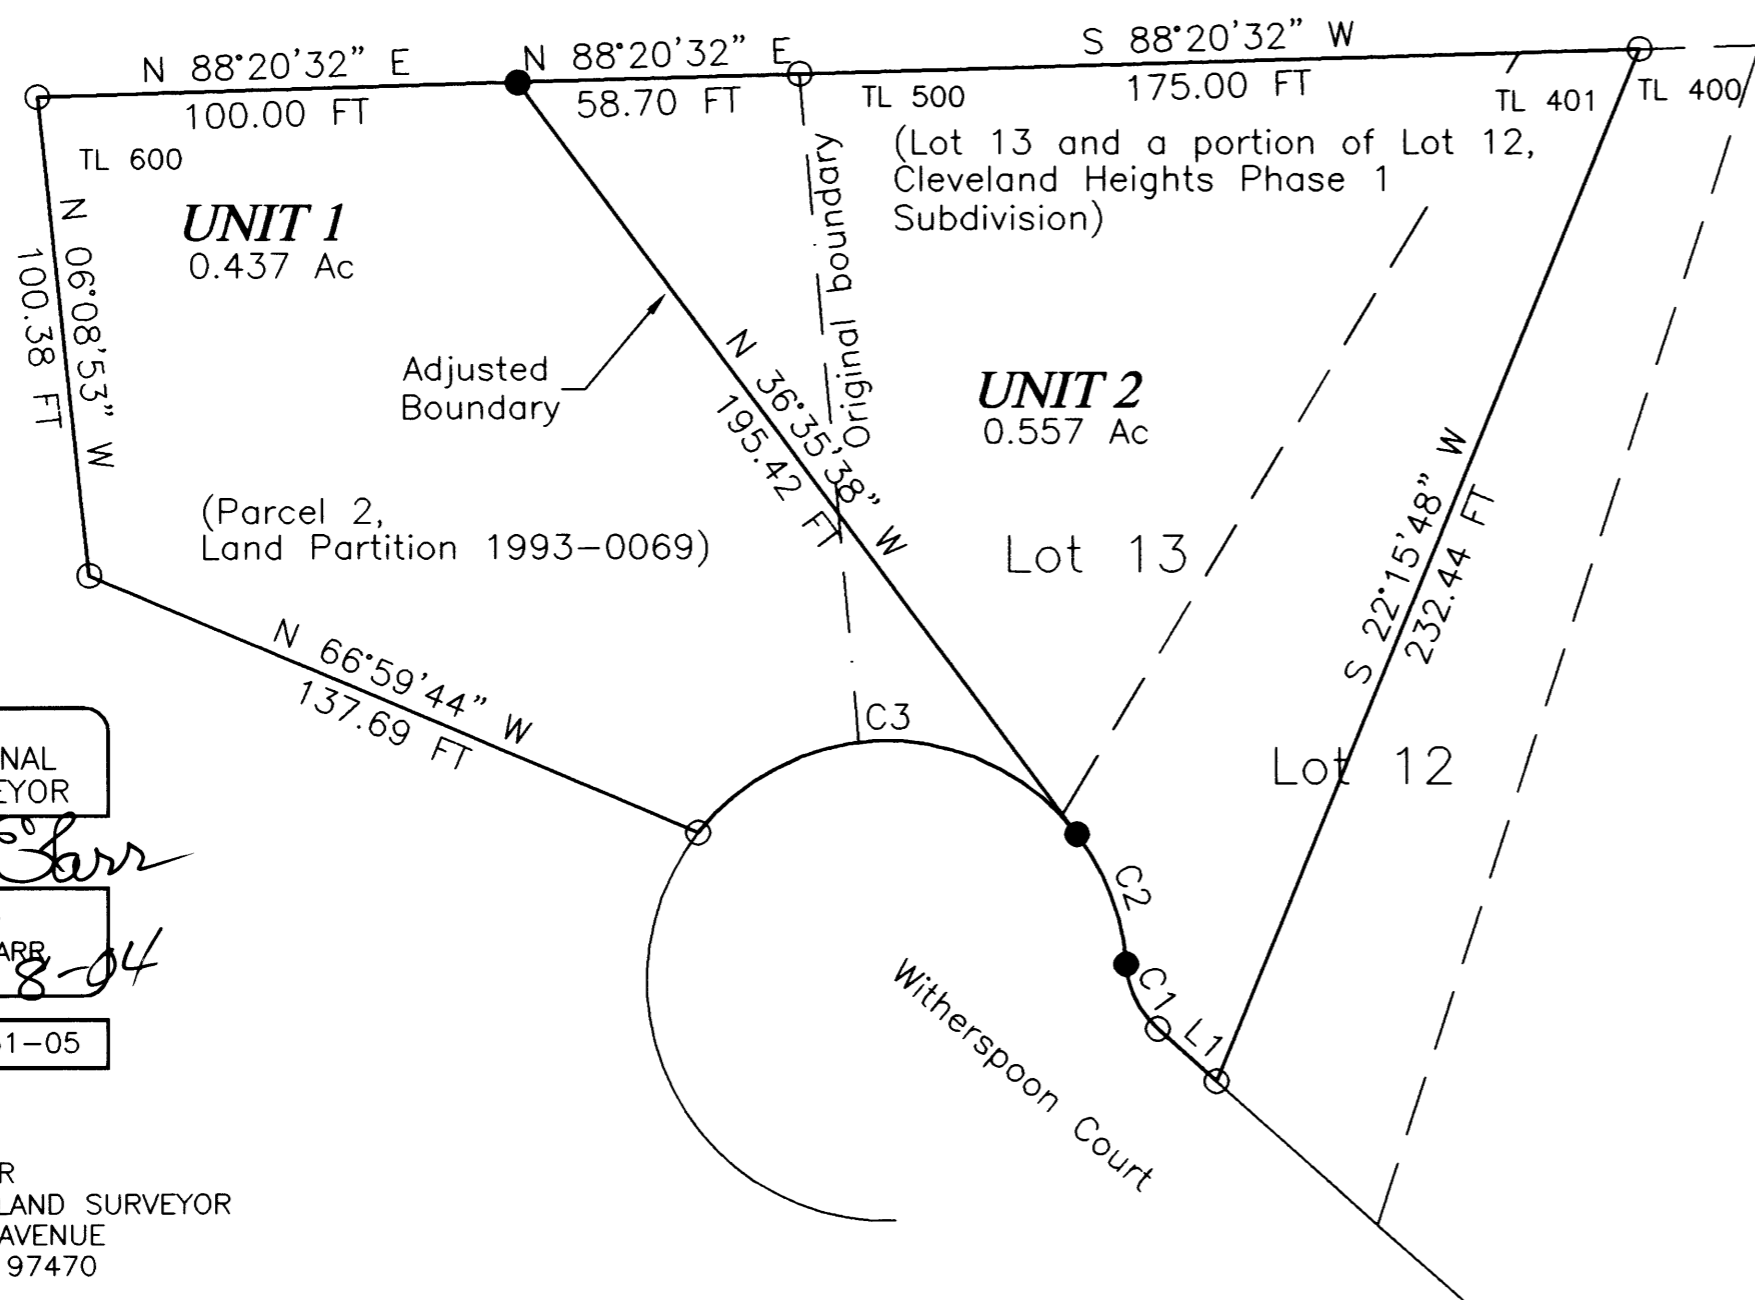 N 88°20'32" E
100.00 FT
N 88°20'32" E
58.70 FT
S 88°20'32" W
175.00 FT
TL 500
TL 401
TL 400
(Lot 13 and a portion of Lot 12,
Cleveland Heights Phase 1
Subdivision)
TL 600
UNIT 1
0.437 Ac
N 06°08'53" W
100.38 FT
Original boundary
Adjusted
Boundary
N 36°35'38" W
195.42 FT
UNIT 2
0.557 Ac
(Parcel 2,
Land Partition 1993-0069)
Lot 13
S 22°15'48" W
232.44 FT
N 66°59'44" W
137.69 FT
C3
Lot 12
C2
C1
L1
Witherspoon Court
NAL
EYOR
ARR
8-04
1-05
R
LAND SURVEYOR
AVENUE
97470